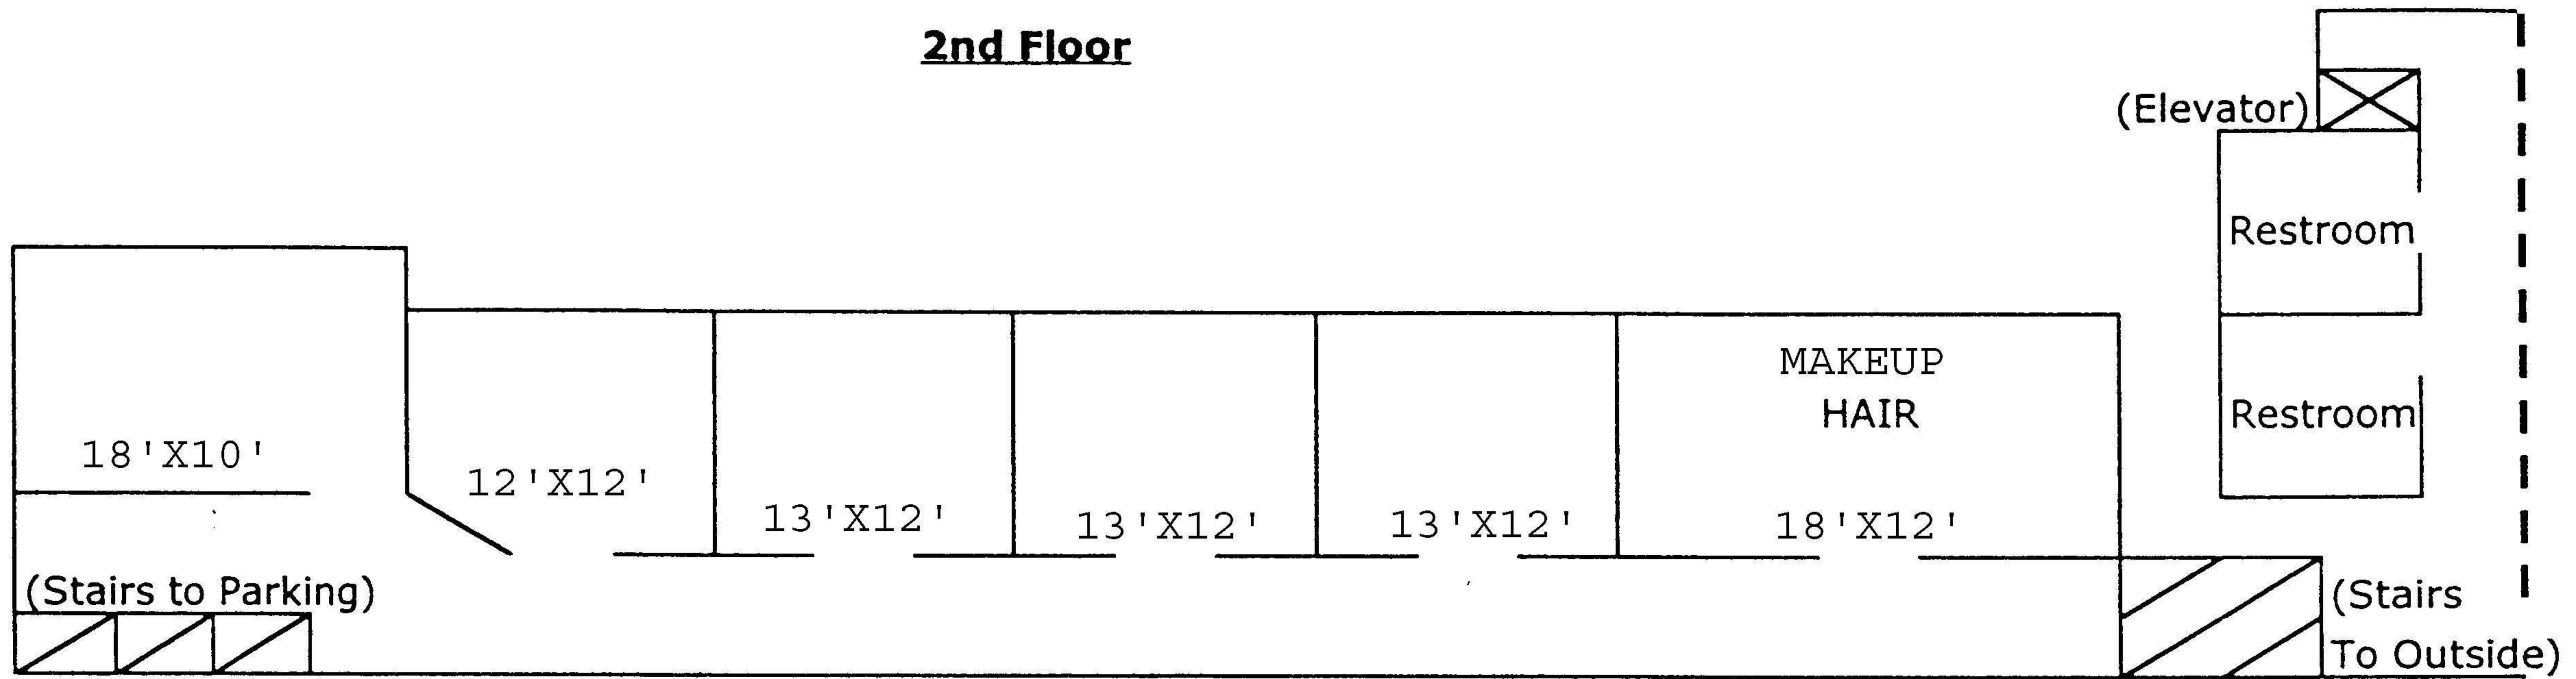 2nd Floor
(Elevator)
Restroom
MAKEUP
HAIR
Restroom
18'X10'
12'X12'
13'X12'
13'X12'
13'X12'
18'X12'
(Stairs to Parking)
(Stairs
To Outside)